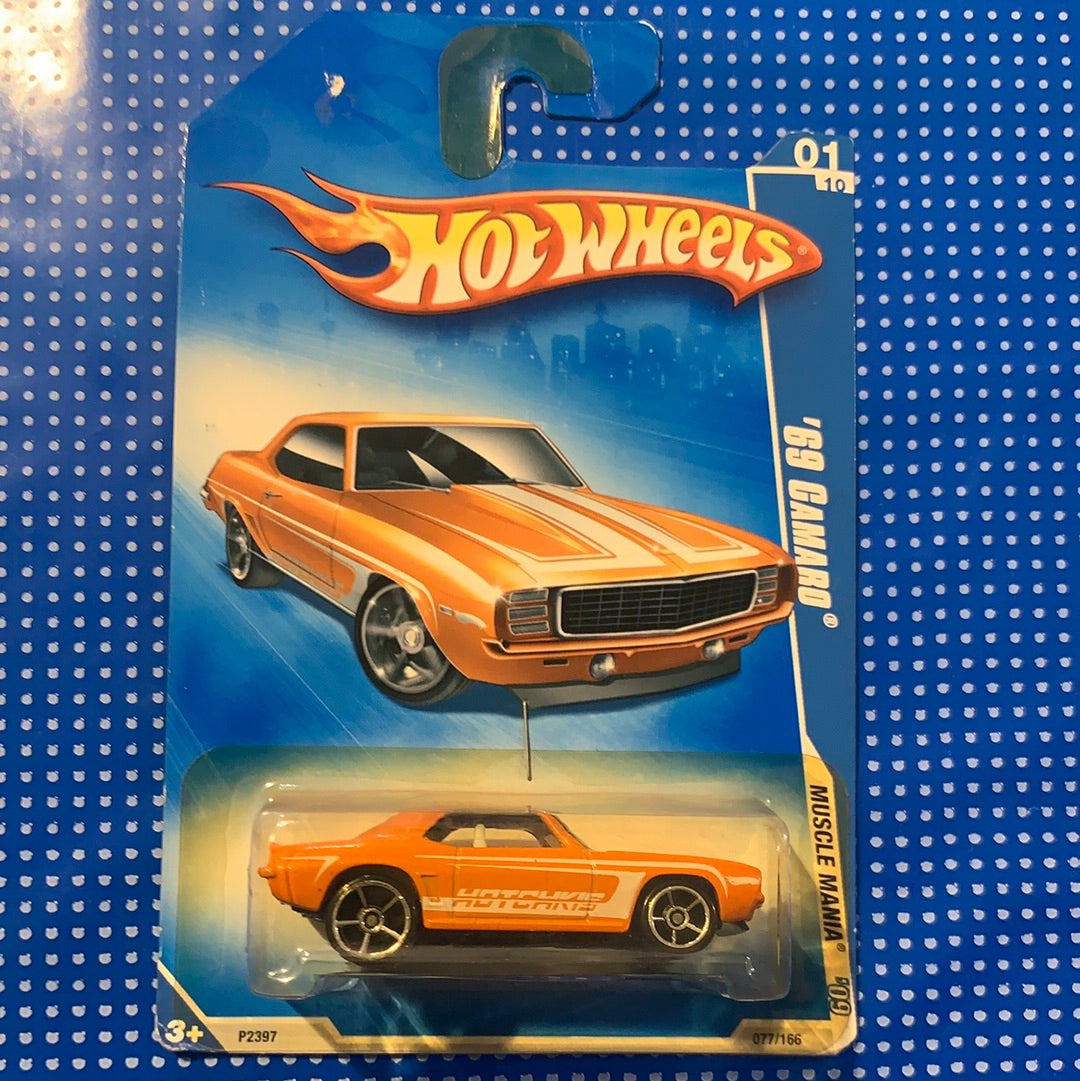 01
10
HOT WHEELS®
'69 CAMARO®
MUSCLE MANIA® '09
HOTCHKIS
3+
P2397
077/166